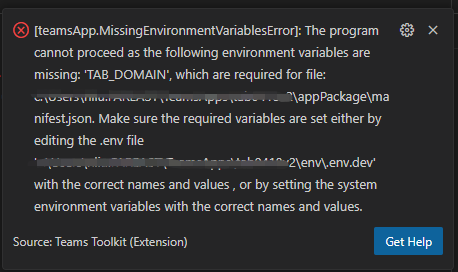 [teamsApp.MissingEnvironmentVariablesError]: The program
cannot proceed as the following environment variables are
missing: 'TAB_DOMAIN', which are required for file:
\appPackage\ma
nifest.json. Make sure the required variables are set either by
editing the .env file
\env\.env.dev'
with the correct names and values , or by setting the system
environment variables with the correct names and values.
Source: Teams Toolkit (Extension)
Get Help